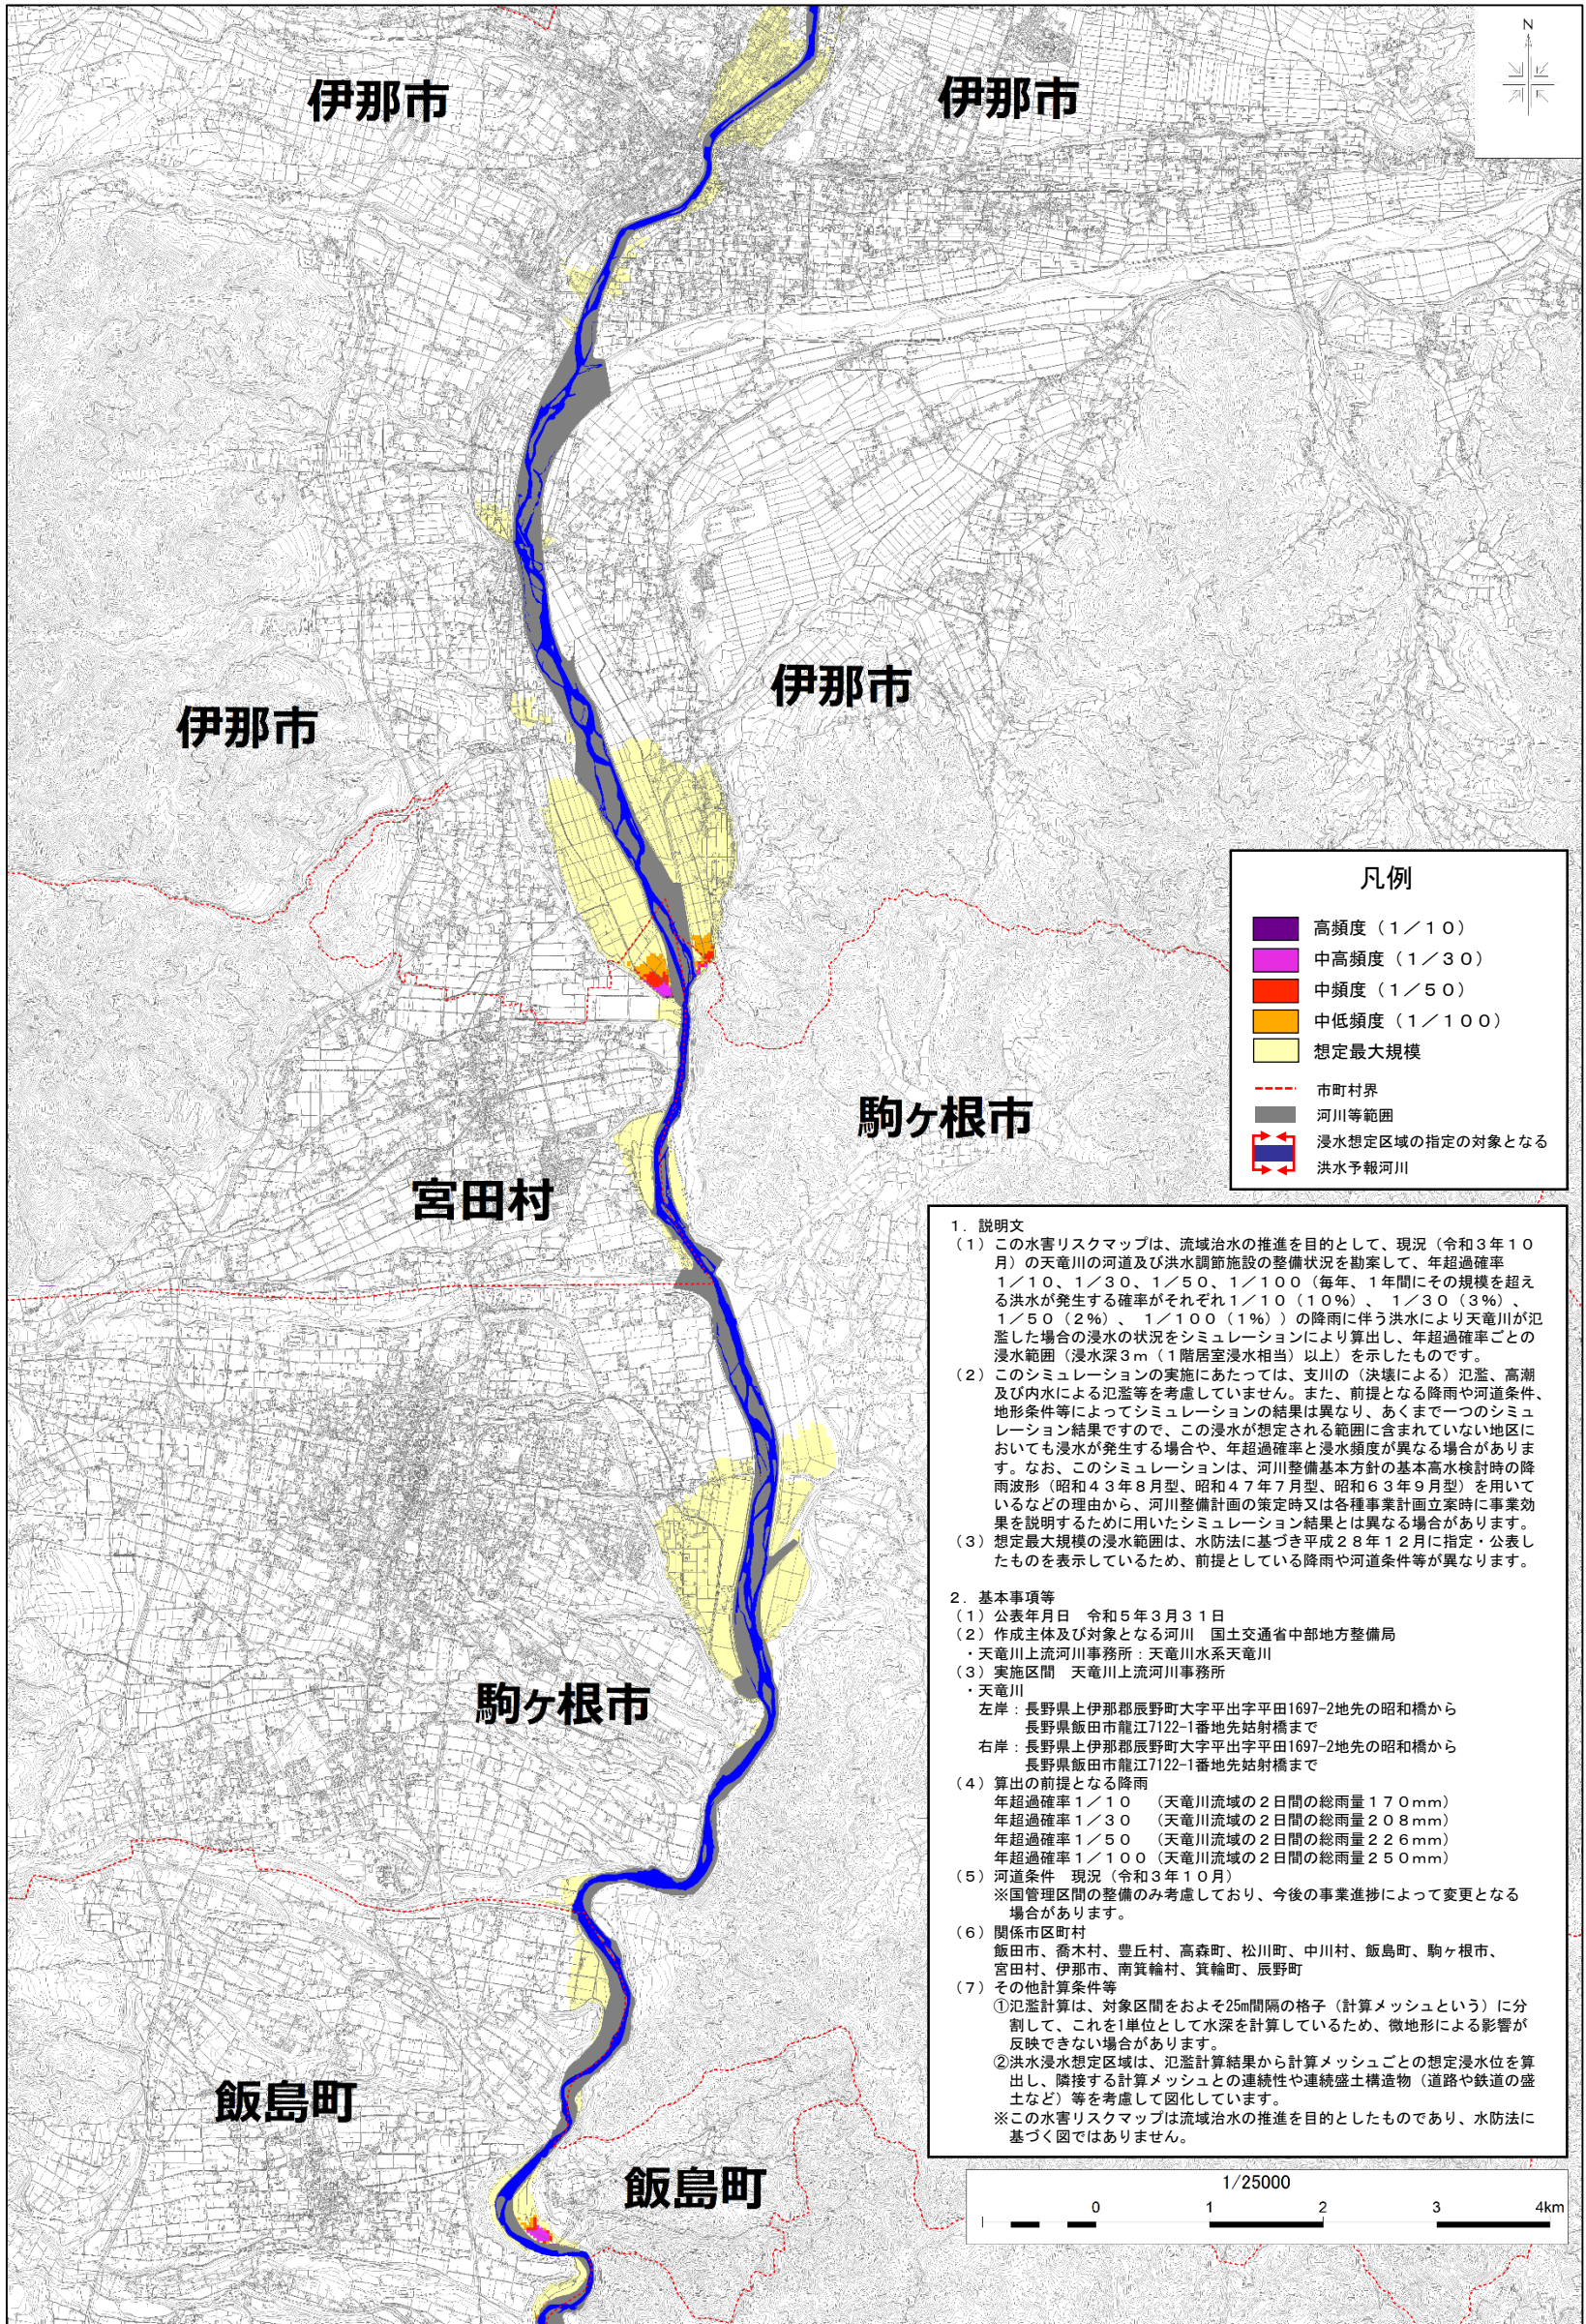 N
伊那市
伊那市
伊那市
伊那市
駒ヶ根市
宮田村
駒ヶ根市
飯島町
飯島町
凡例
高頻度（１／１０）
中高頻度（１／３０）
中頻度（１／５０）
中低頻度（１／１００）
想定最大規模
市町村界
河川等範囲
浸水想定区域の指定の対象となる
洪水予報河川
１．説明文
（１）この水害リスクマップは、流域治水の推進を目的として、現況（令和３年１０
月）の天竜川の河道及び洪水調節施設の整備状況を勘案して、年超過確率
１／１０、１／３０、１／５０、１／１００（毎年、１年間にその規模を超え
る洪水が発生する確率がそれぞれ１／１０（１０％）、　１／３０（３％）、
１／５０（２％）、　１／１００（１％））の降雨に伴う洪水により天竜川が氾
濫した場合の浸水の状況をシミュレーションにより算出し、年超過確率ごとの
浸水範囲（浸水深３ｍ（１階居室浸水相当）以上）を示したものです。
（２）このシミュレーションの実施にあたっては、支川の（決壊による）氾濫、高潮
及び内水による氾濫等を考慮していません。また、前提となる降雨や河道条件、
地形条件等によってシミュレーションの結果は異なり、あくまで一つのシミュ
レーション結果ですので、この浸水が想定される範囲に含まれていない地区に
おいても浸水が発生する場合や、年超過確率と浸水頻度が異なる場合がありま
す。なお、このシミュレーションは、河川整備基本方針の基本高水検討時の降
雨波形（昭和４３年８月型、昭和４７年７月型、昭和６３年９月型）を用いて
いるなどの理由から、河川整備計画の策定時又は各種事業計画立案時に事業効
果を説明するために用いたシミュレーション結果とは異なる場合があります。
（３）想定最大規模の浸水範囲は、水防法に基づき平成２８年１２月に指定・公表し
たものを表示しているため、前提としている降雨や河道条件等が異なります。
２．基本事項等
（１）公表年月日　令和５年３月３１日
（２）作成主体及び対象となる河川　国土交通省中部地方整備局
・天竜川上流河川事務所：天竜川水系天竜川
（３）実施区間　天竜川上流河川事務所
・天竜川
左岸：長野県上伊那郡辰野町大字平出字平田1697-2地先の昭和橋から
長野県飯田市龍江7122-1番地先姑射橋まで
右岸：長野県上伊那郡辰野町大字平出字平田1697-2地先の昭和橋から
長野県飯田市龍江7122-1番地先姑射橋まで
（４）算出の前提となる降雨
年超過確率１／１０　（天竜川流域の２日間の総雨量１７０ｍｍ）
年超過確率１／３０　（天竜川流域の２日間の総雨量２０８ｍｍ）
年超過確率１／５０　（天竜川流域の２日間の総雨量２２６ｍｍ）
年超過確率１／１００（天竜川流域の２日間の総雨量２５０ｍｍ）
（５）河道条件　現況（令和３年１０月）
※国管理区間の整備のみ考慮しており、今後の事業進捗によって変更となる
場合があります。
（６）関係市区町村
飯田市、喬木村、豊丘村、高森町、松川町、中川村、飯島町、駒ヶ根市、
宮田村、伊那市、南箕輪村、箕輪町、辰野町
（７）その他計算条件等
①氾濫計算は、対象区間をおよそ25m間隔の格子（計算メッシュという）に分
割して、これを1単位として水深を計算しているため、微地形による影響が
反映できない場合があります。
②洪水浸水想定区域は、氾濫計算結果から計算メッシュごとの想定浸水位を算
出し、隣接する計算メッシュとの連続性や連続盛土構造物（道路や鉄道の盛
土など）等を考慮して図化しています。
※この水害リスクマップは流域治水の推進を目的としたものであり、水防法に
基づく図ではありません。
1/25000
0 1 2 3 4km